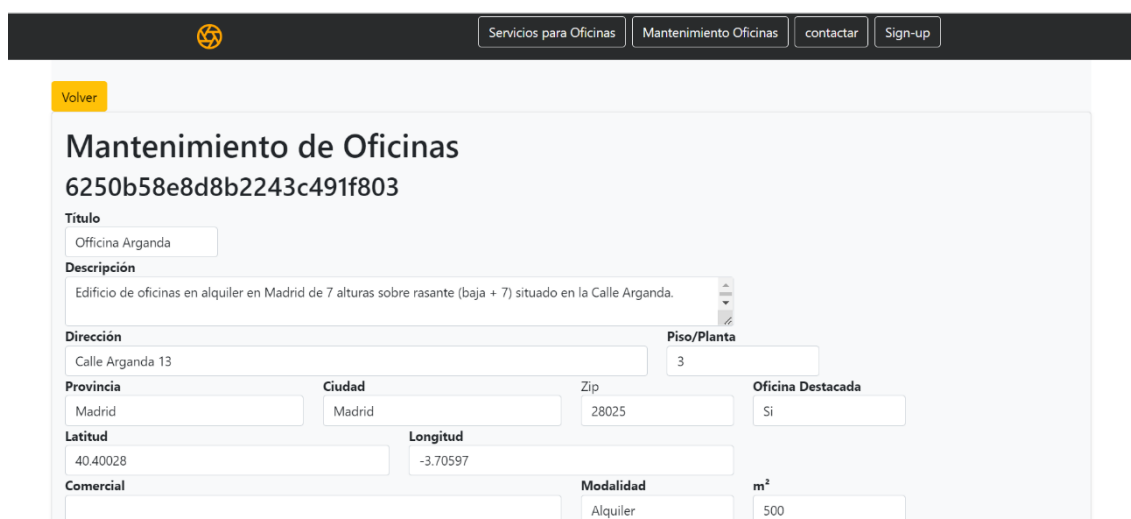 Servicios para Oficinas Mantenimiento Oficinas contactar Sign-up
Volver
Mantenimiento de Oficinas
6250b58e8d8b2243c491f803
Título
Officina Arganda
Descripción
Edificio de oficinas en alquiler en Madrid de 7 alturas sobre rasante (baja + 7) situado en la Calle Arganda.
Dirección Piso/Planta
Calle Arganda 13 3
Provincia Ciudad Zip Oficina Destacada
Madrid Madrid 28025 Si
Latitud Longitud
40.40028 -3.70597
Comercial Modalidad m²
Alquiler 500